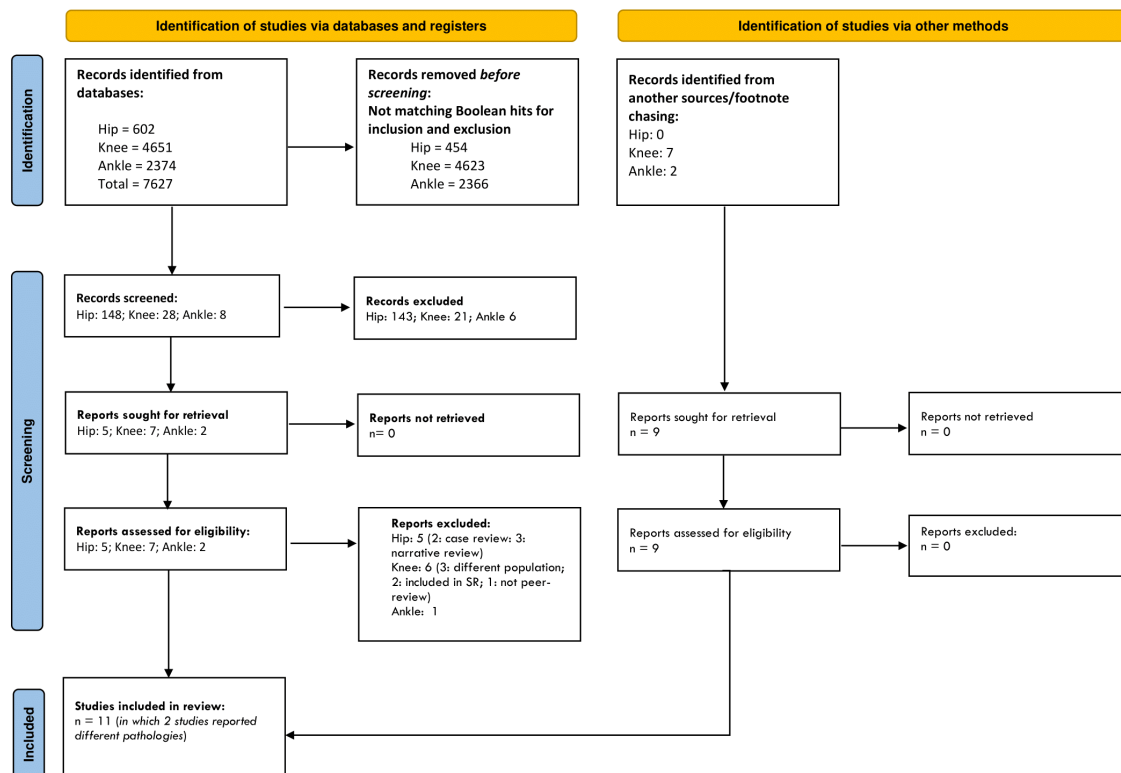 Identification of studies via databases and registers
Identification of studies via other methods
Identification
Records identified from
databases:
Hip = 602
Knee = 4651
Ankle = 2374
Total = 7627
Records removed before
screening:
Not matching Boolean hits for
inclusion and exclusion
Hip = 454
Knee = 4623
Ankle = 2366
Records identified from
another sources/footnote
chasing:
Hip: 0
Knee: 7
Ankle: 2
Screening
Records screened:
Hip: 148; Knee: 28; Ankle: 8
Records excluded
Hip: 143; Knee: 21; Ankle 6
Reports sought for retrieval
Hip: 5; Knee: 7; Ankle: 2
Reports not retrieved
n= 0
Reports sought for retrieval
n = 9
Reports not retrieved
n = 0
Reports assessed for eligibility:
Hip: 5; Knee: 7; Ankle: 2
Reports excluded:
Hip: 5 (2: case review: 3:
narrative review)
Knee: 6 (3: different population;
2: included in SR; 1: not peer-
review)
Ankle: 1
Reports assessed for eligibility
n = 9
Reports excluded:
n = 0
Included
Studies included in review:
n = 11 (in which 2 studies reported
different pathologies)